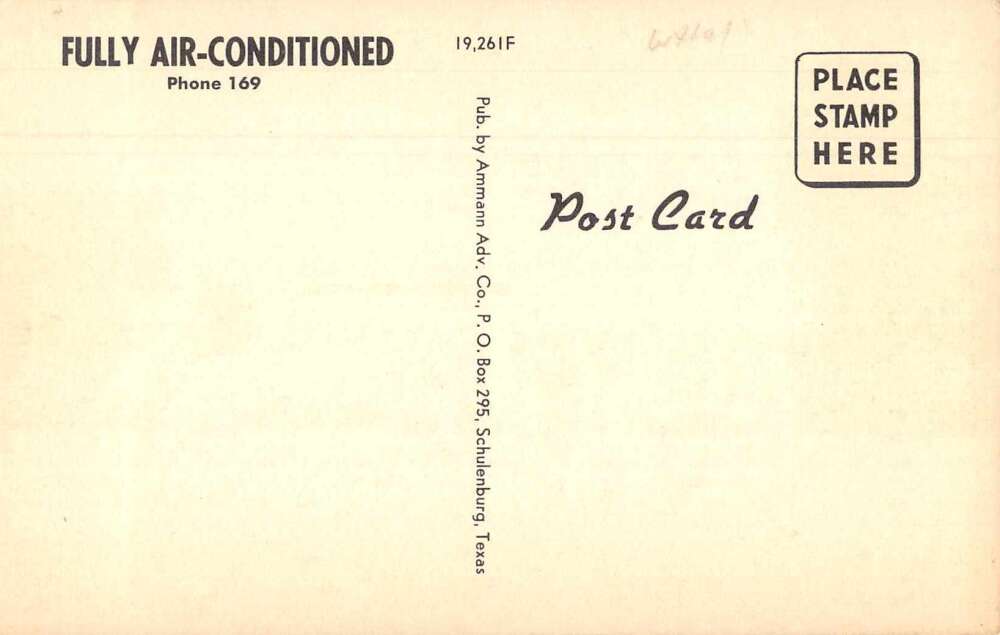 FULLY AIR-CONDITIONED
Phone 169
19,261F
Pub. by Ammann Adv. Co., P. O. Box 295, Schulenburg, Texas
Post Card
PLACE
STAMP
HERE